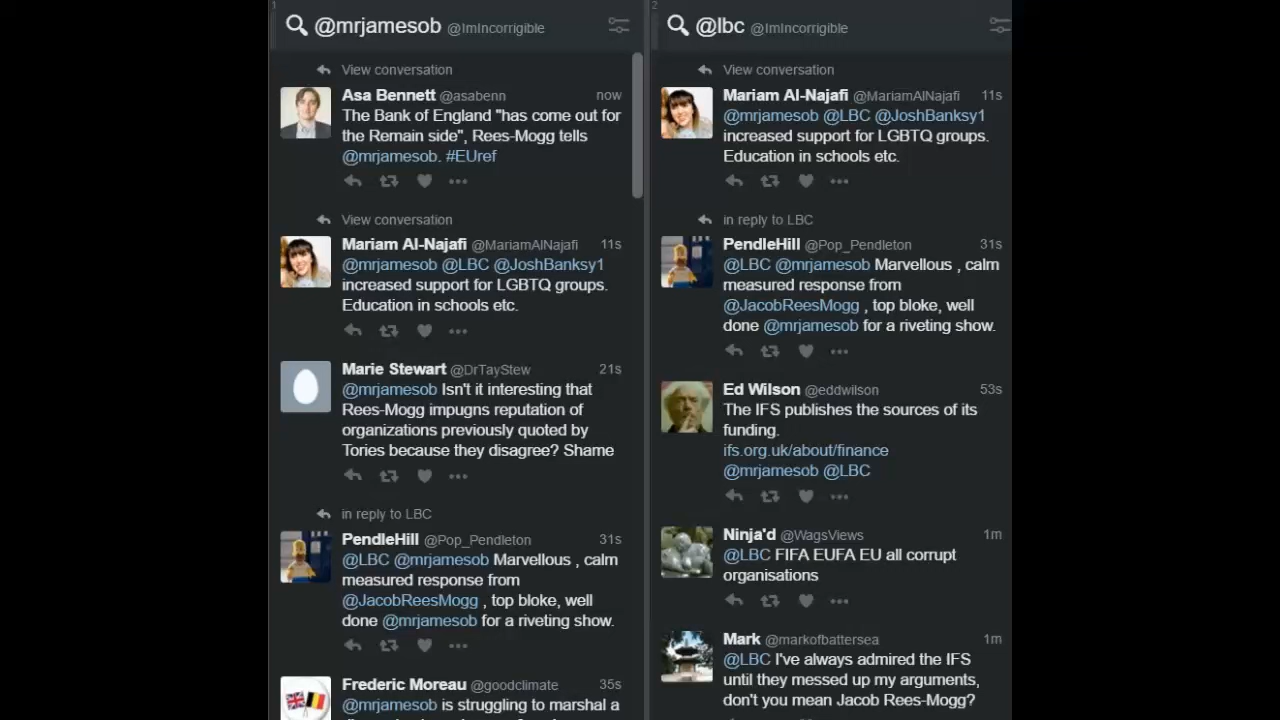 1
@mrjamesob @ImIncorrigible
View conversation
Asa Bennett @asabenn now
The Bank of England "has come out for
the Remain side", Rees-Mogg tells
@mrjamesob. #EUref
View conversation
Mariam Al-Najafi @MariamAlNajafi 11s
@mrjamesob @LBC @JoshBanksy1
increased support for LGBTQ groups.
Education in schools etc.
Marie Stewart @DrTayStew 21s
@mrjamesob Isn't it interesting that
Rees-Mogg impugns reputation of
organizations previously quoted by
Tories because they disagree? Shame
in reply to LBC
PendleHill @Pop_Pendleton 31s
@LBC @mrjamesob Marvellous , calm
measured response from
@JacobReesMogg , top bloke, well
done @mrjamesob for a riveting show.
Frederic Moreau @goodclimate 35s
@mrjamesob is struggling to marshal a
2
@lbc @ImIncorrigible
View conversation
Mariam Al-Najafi @MariamAlNajafi 11s
@mrjamesob @LBC @JoshBanksy1
increased support for LGBTQ groups.
Education in schools etc.
in reply to LBC
PendleHill @Pop_Pendleton 31s
@LBC @mrjamesob Marvellous , calm
measured response from
@JacobReesMogg , top bloke, well
done @mrjamesob for a riveting show.
Ed Wilson @eddwilson 53s
The IFS publishes the sources of its
funding.
ifs.org.uk/about/finance
@mrjamesob @LBC
Ninja'd @WagsViews 1m
@LBC FIFA EUFA EU all corrupt
organisations
Mark @markofbattersea 1m
@LBC I've always admired the IFS
until they messed up my arguments,
don't you mean Jacob Rees-Mogg?